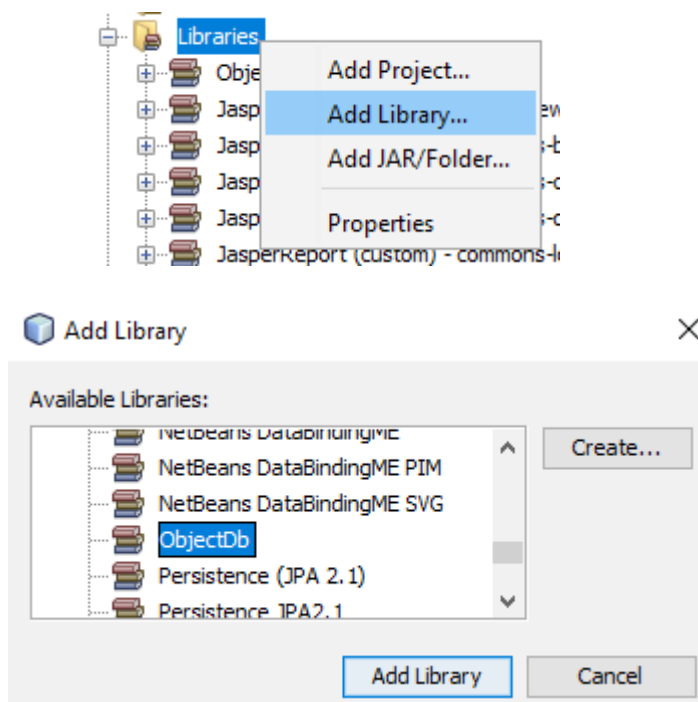 Libraries
Obje
Add Project...
Jasp
Add Library...
Jasp
Add JAR/Folder...
Jasp
Jasp
Properties
JasperReport (custom) - commons-l
Add Library
Available Libraries:
NetBeans DataBindingME
Create...
NetBeans DataBindingME PIM
NetBeans DataBindingME SVG
ObjectDb
Persistence (JPA 2.1)
Persistence JPA2.1
Add Library
Cancel